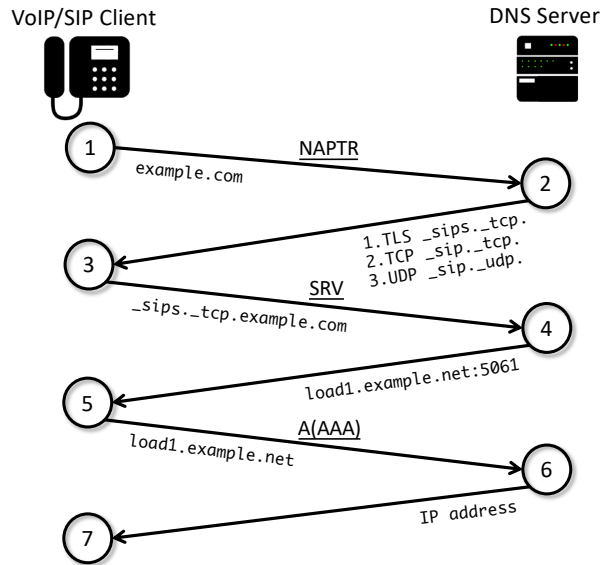 VoIP/SIP Client
DNS Server
1
NAPTR
example.com
2
1.TLS _sips._tcp.
2.TCP _sip._tcp.
3.UDP _sip._udp.
3
SRV
_sips._tcp.example.com
4
load1.example.net:5061
5
A(AAA)
load1.example.net
6
IP address
7